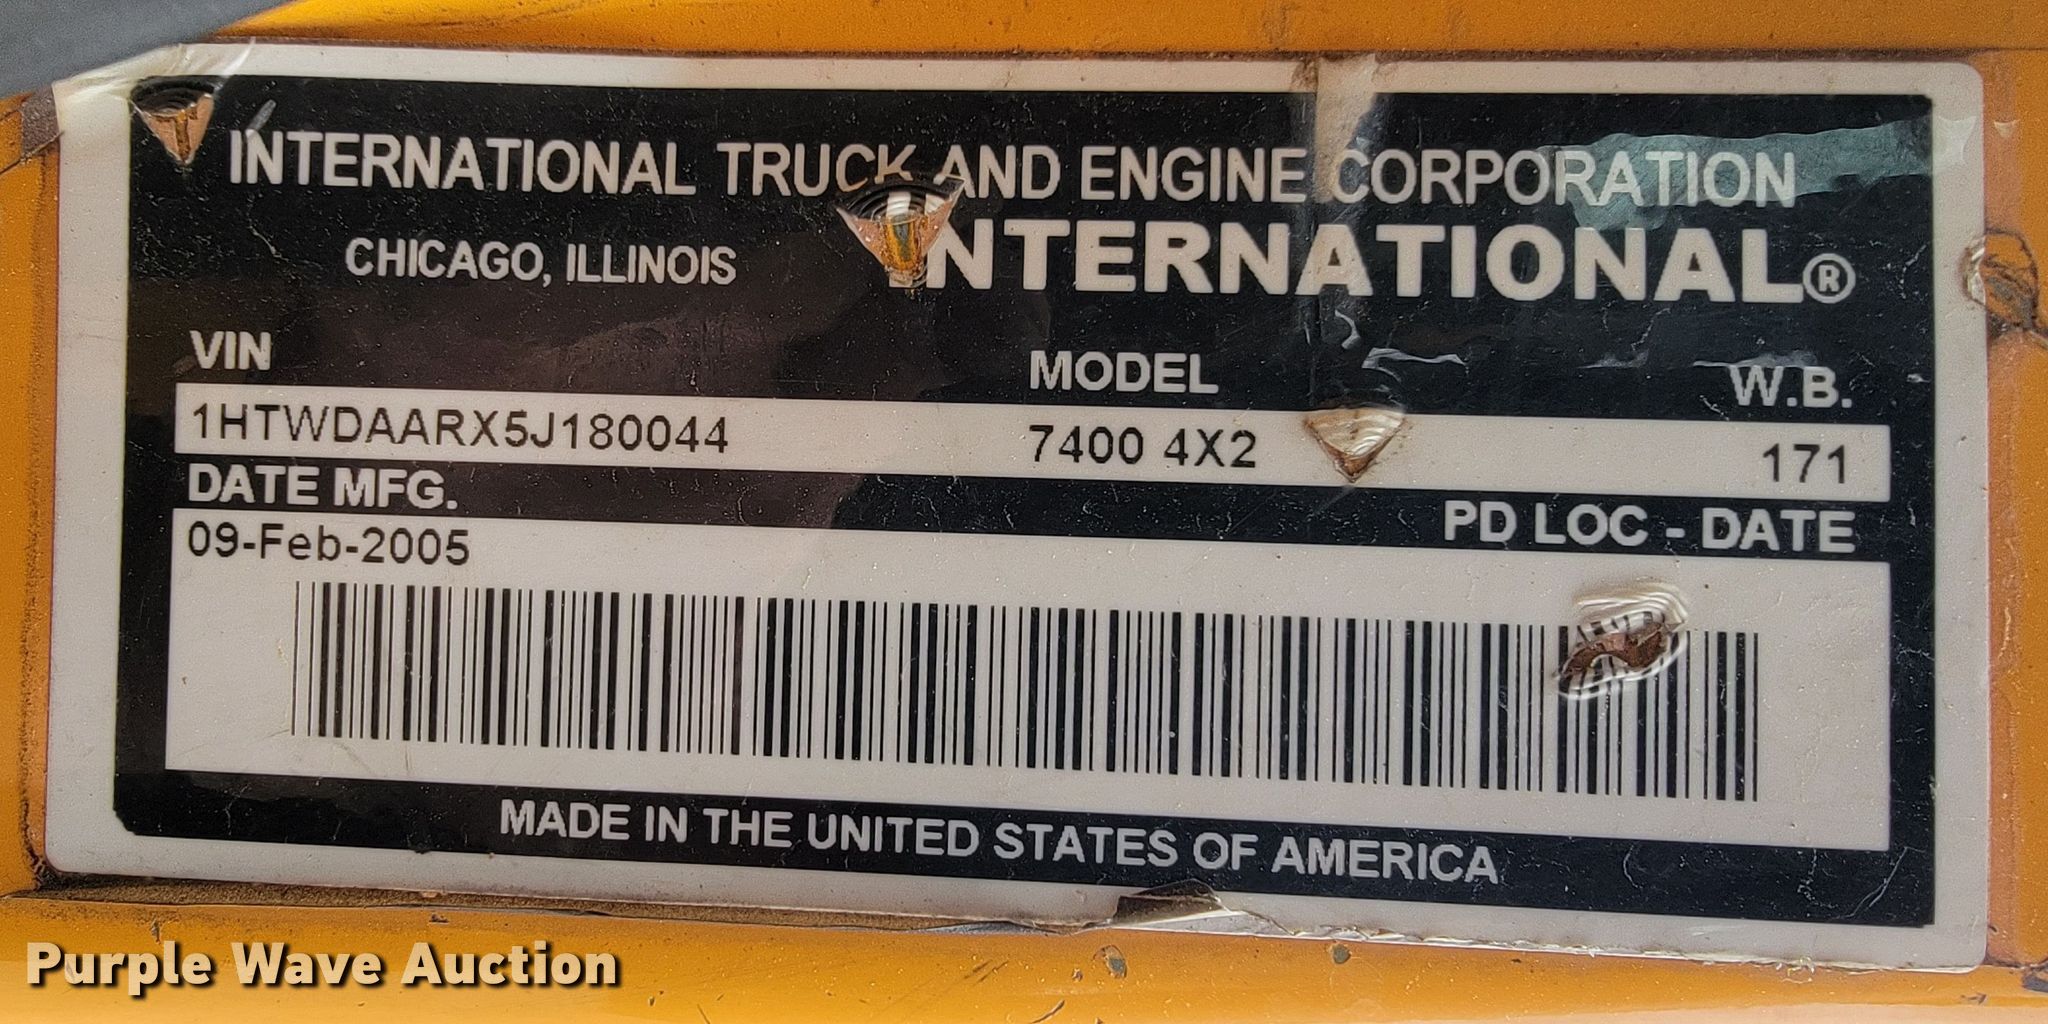 INTERNATIONAL TRUCK AND ENGINE CORPORATION
CHICAGO, ILLINOIS
INTERNATIONAL®
VIN MODEL W.B.
1HTWDAARX5J180044 7400 4X2 171
DATE MFG. PD LOC - DATE
09-Feb-2005
MADE IN THE UNITED STATES OF AMERICA
Purple Wave Auction